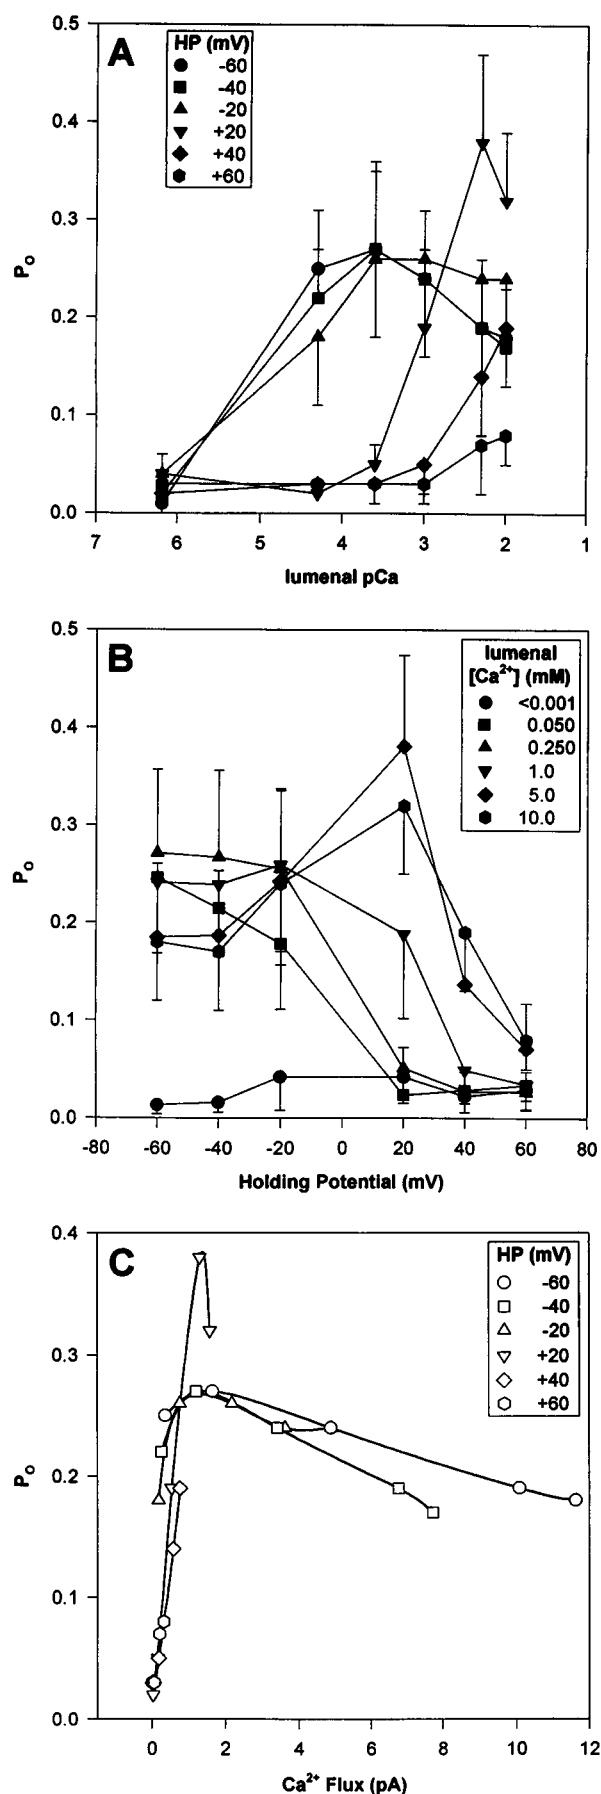 A
HP (mV)
-60
-40
-20
+20
+40
+60
0.5
0.4
0.3
0.2
0.1
0.0
P_O
7 6 5 4 3 2 1
lumenal pCa
B
lumenal
[Ca²⁺] (mM)
<0.001
0.050
0.250
1.0
5.0
10.0
0.5
0.4
0.3
0.2
0.1
0.0
P_O
-80 -60 -40 -20 0 20 40 60 80
Holding Potential (mV)
C
HP (mV)
-60
-40
-20
+20
+40
+60
0.4
0.3
0.2
0.1
0.0
P_O
0 2 4 6 8 10 12
Ca²⁺ Flux (pA)